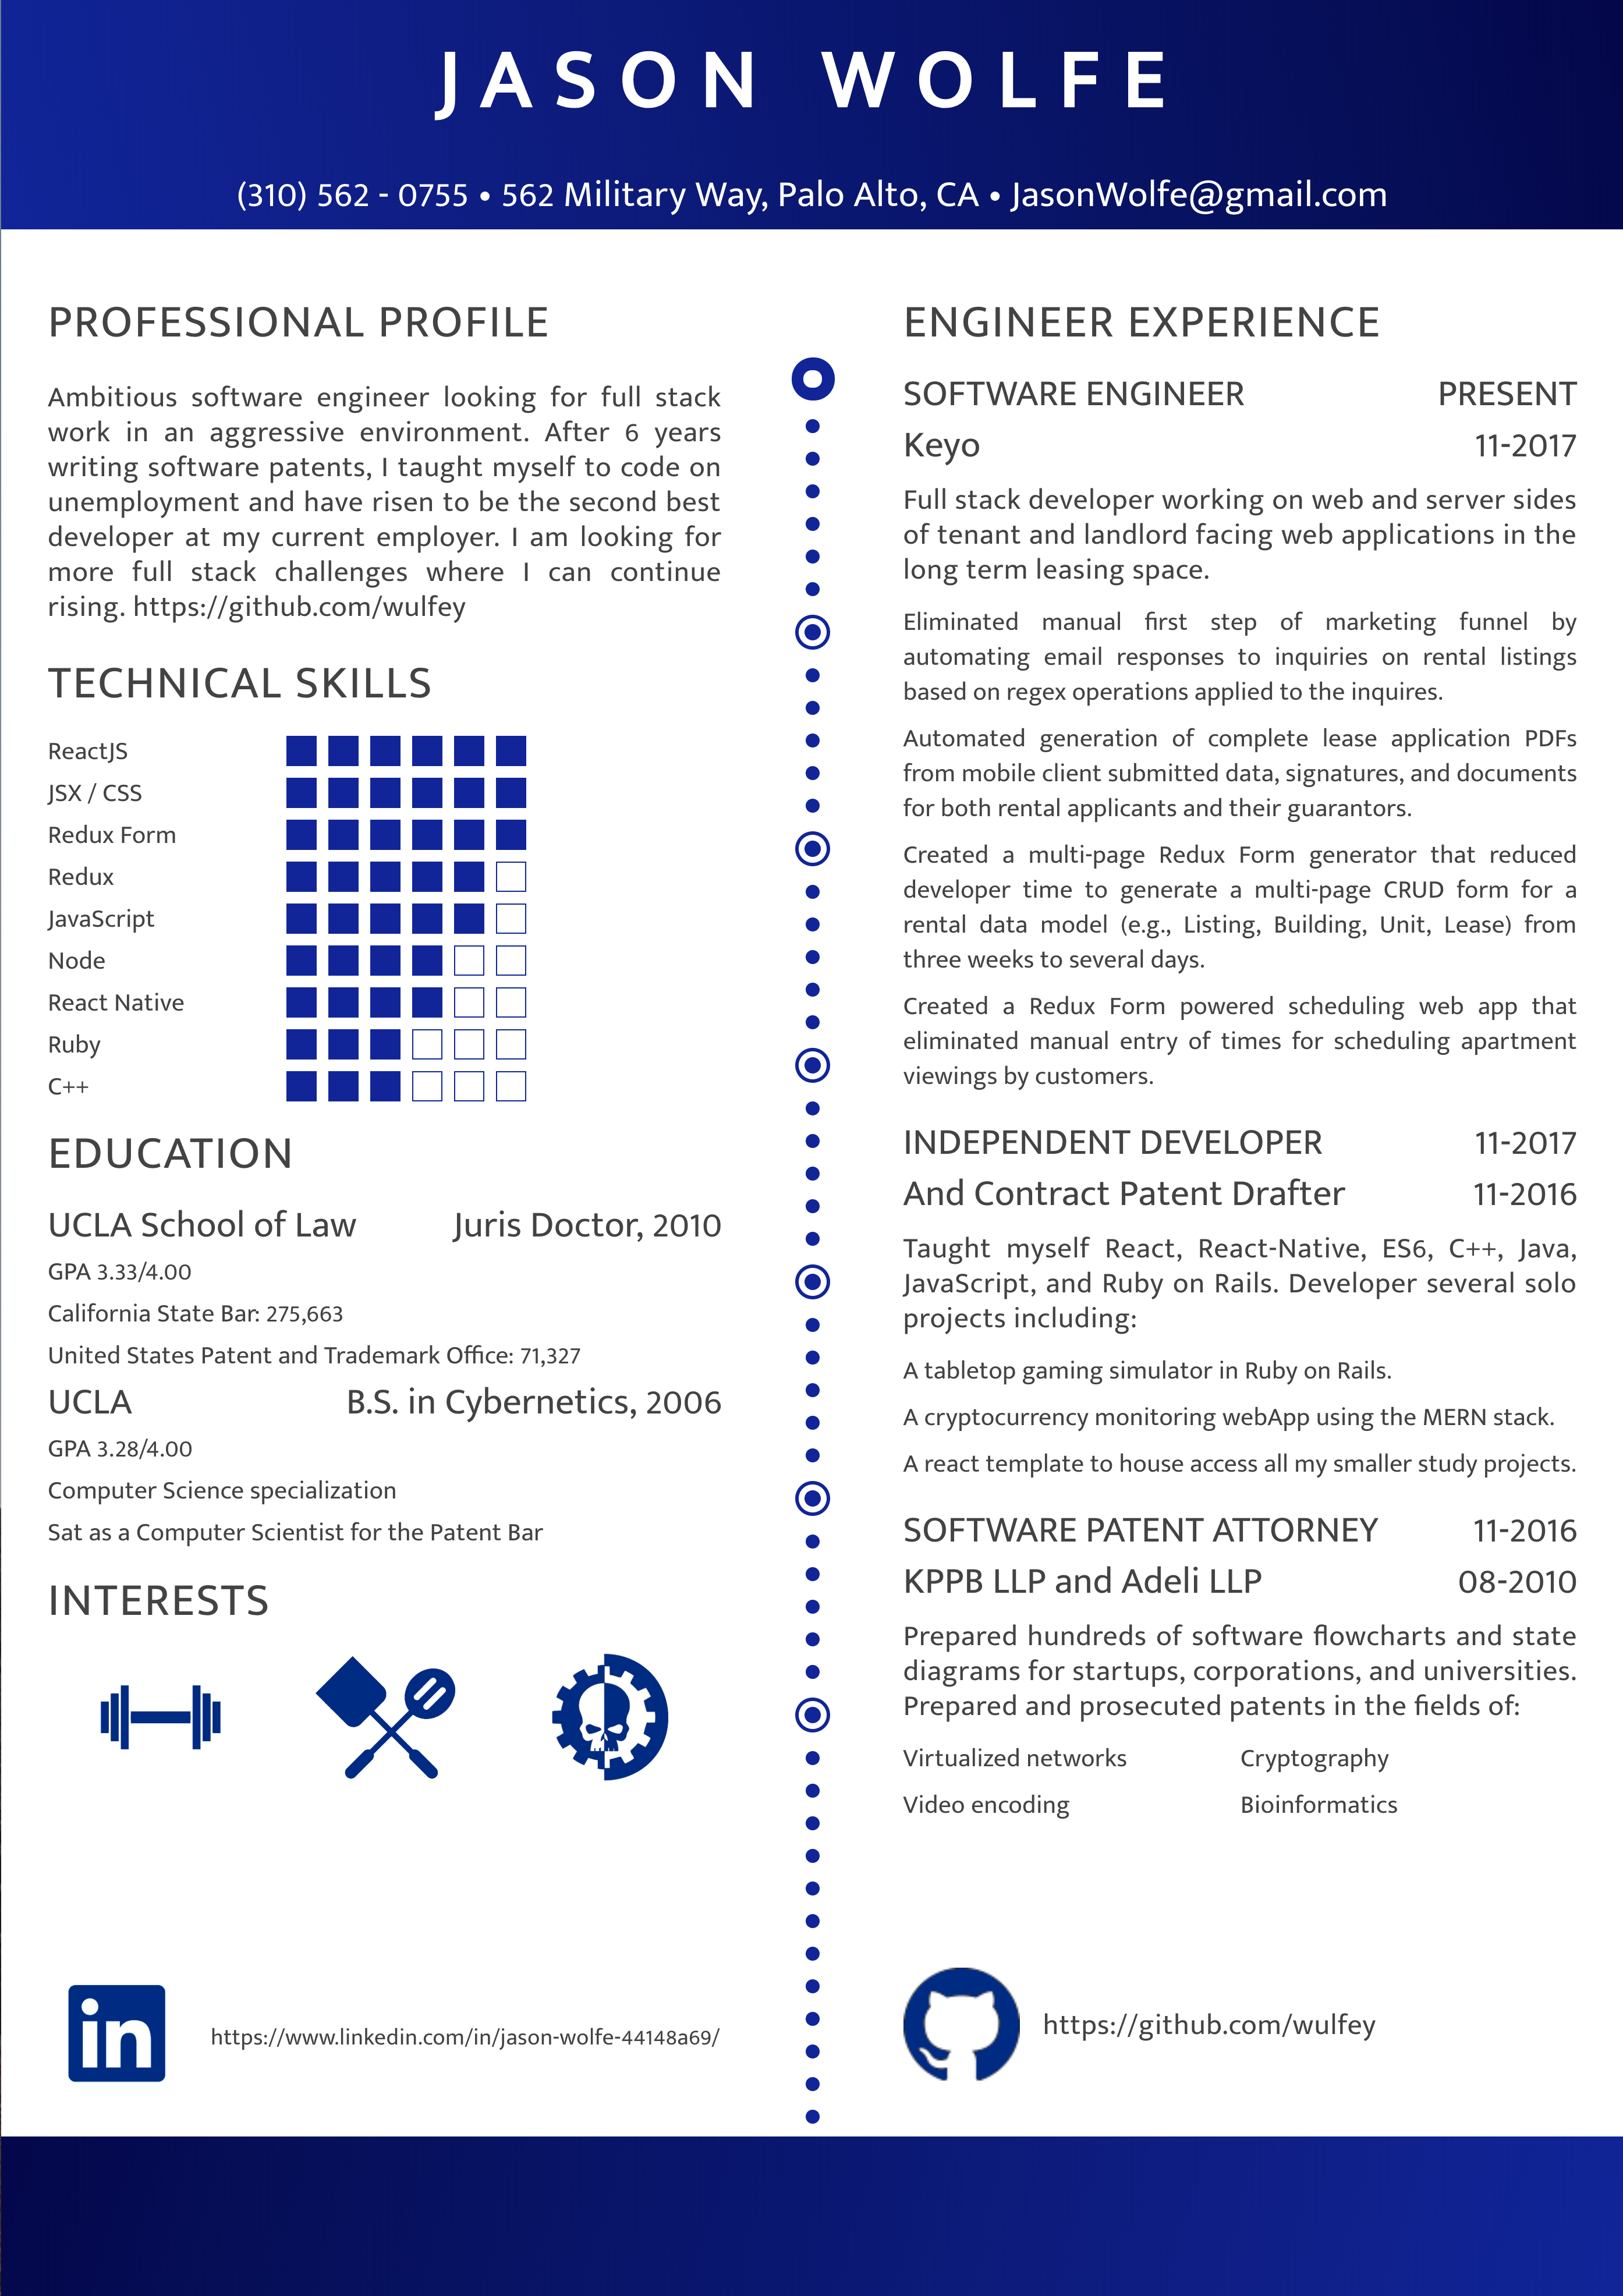 JASON WOLFE
(310) 562 - 0755 • 562 Military Way, Palo Alto, CA • JasonWolfe@gmail.com
PROFESSIONAL PROFILE
Ambitious software engineer looking for full stack
work in an aggressive environment. After 6 years
writing software patents, I taught myself to code on
unemployment and have risen to be the second best
developer at my current employer. I am looking for
more full stack challenges where I can continue
rising. https://github.com/wulfey
TECHNICAL SKILLS
ReactJS
JSX / CSS
Redux Form
Redux
JavaScript
Node
React Native
Ruby
C++
EDUCATION
UCLA School of Law Juris Doctor, 2010
GPA 3.33/4.00
California State Bar: 275,663
United States Patent and Trademark Office: 71,327
UCLA B.S. in Cybernetics, 2006
GPA 3.28/4.00
Computer Science specialization
Sat as a Computer Scientist for the Patent Bar
INTERESTS
in
https://www.linkedin.com/in/jason-wolfe-44148a69/
ENGINEER EXPERIENCE
SOFTWARE ENGINEER PRESENT
Keyo 11-2017
Full stack developer working on web and server sides
of tenant and landlord facing web applications in the
long term leasing space.
Eliminated manual first step of marketing funnel by
automating email responses to inquiries on rental listings
based on regex operations applied to the inquires.
Automated generation of complete lease application PDFs
from mobile client submitted data, signatures, and documents
for both rental applicants and their guarantors.
Created a multi-page Redux Form generator that reduced
developer time to generate a multi-page CRUD form for a
rental data model (e.g., Listing, Building, Unit, Lease) from
three weeks to several days.
Created a Redux Form powered scheduling web app that
eliminated manual entry of times for scheduling apartment
viewings by customers.
INDEPENDENT DEVELOPER 11-2017
And Contract Patent Drafter 11-2016
Taught myself React, React-Native, ES6, C++, Java,
JavaScript, and Ruby on Rails. Developer several solo
projects including:
A tabletop gaming simulator in Ruby on Rails.
A cryptocurrency monitoring webApp using the MERN stack.
A react template to house access all my smaller study projects.
SOFTWARE PATENT ATTORNEY 11-2016
KPPB LLP and Adeli LLP 08-2010
Prepared hundreds of software flowcharts and state
diagrams for startups, corporations, and universities.
Prepared and prosecuted patents in the fields of:
Virtualized networks Cryptography
Video encoding Bioinformatics
https://github.com/wulfey